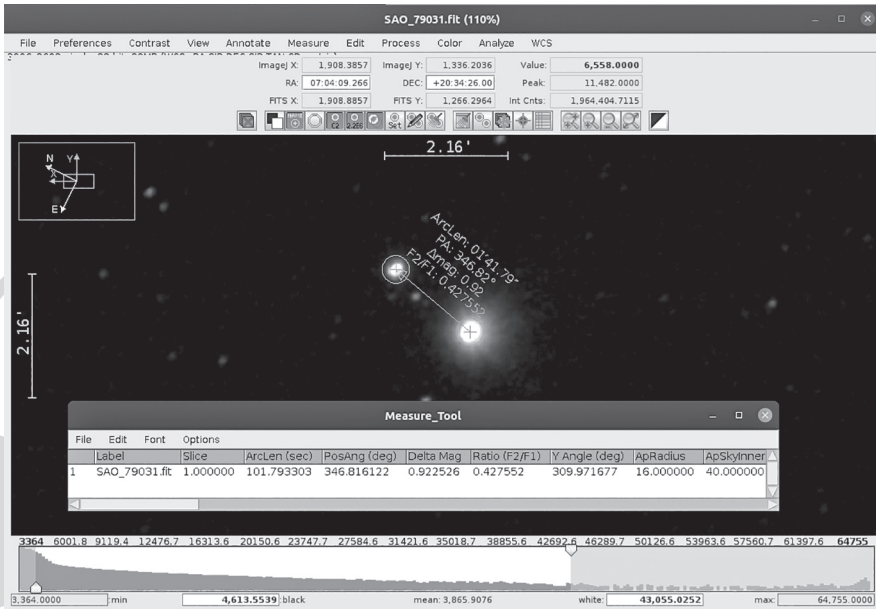 SAO_79031.fit (110%)
File Preferences Contrast View Annotate Measure Edit Process Color Analyze WCS
ImageJ X: 1,908.3857 ImageJ Y: 1,336.2036 Value: 6,558.0000
RA: 07:04:09.266 DEC: +20:34:26.00 Peak: 11,482.0000
FITS X: 1,908.8857 FITS Y: 1,266.2964 Int Cnts: 1,964,404.7115
C2 2.266 Set
2.16'
N Y
X
E
ArcLen: 01'41.79"
PA: 346.82°
Δmag: 0.92
F2/F1: 0.427552
2.16'
Measure_Tool
File Edit Font Options
Label Slice ArcLen (sec) PosAng (deg) Delta Mag Ratio (F2/F1) Y Angle (deg) ApRadius ApSkyInner
1 SAO_79031.fit 1.000000 101.793303 346.816122 0.922526 0.427552 309.971677 16.000000 40.000000
3364 6001.8 9119.4 12476.7 16313.6 20150.6 23747.7 27584.6 31421.6 35018.7 38855.6 42692.6 46289.7 50126.6 53963.6 57560.7 61397.6 64755
3,364.0000 :min 4,613.5539 :black mean: 3,865.9076 white: 43,055.0252 max: 64,755.0000